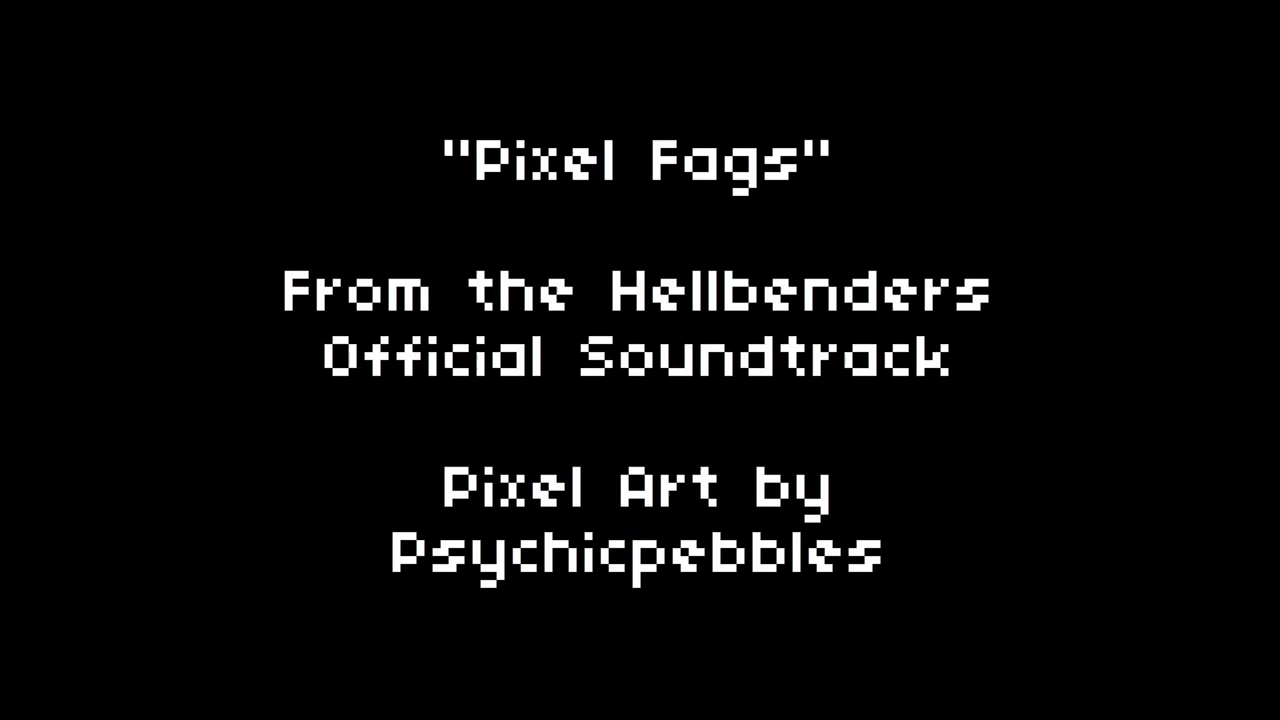 "Pixel Fags"
From the Hellbenders
Official Soundtrack
Pixel Art by
Psychicpebbles